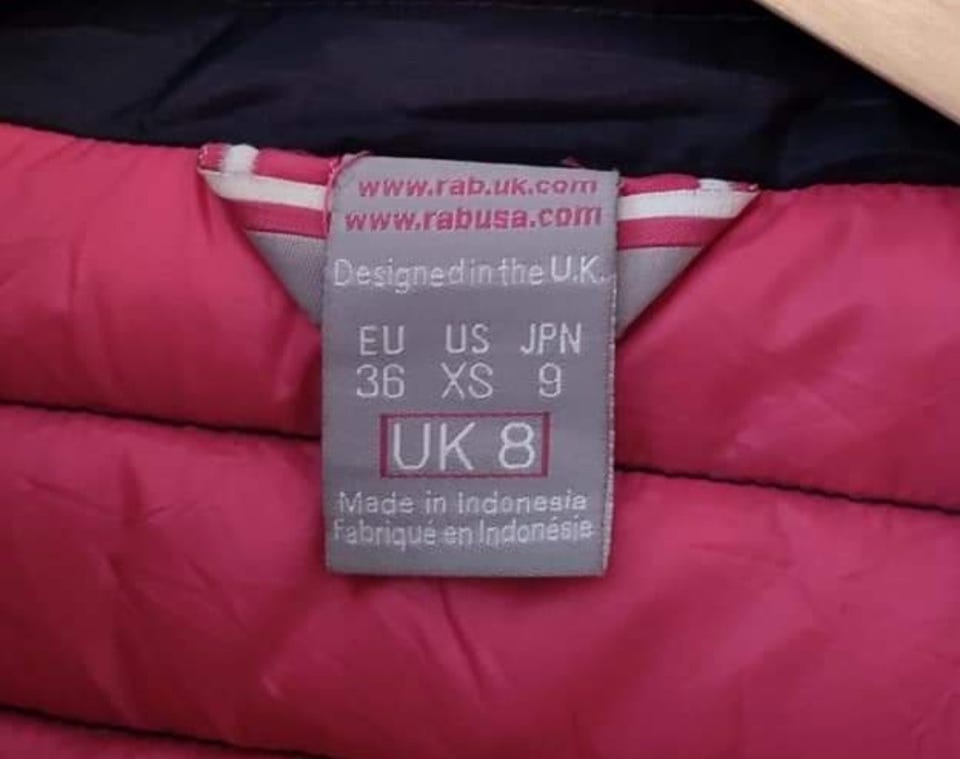 www.rab.uk.com
www.rabusa.com
Designed in the U.K.
EU US JPN
36 XS 9
UK 8
Made in Indonesia
Fabriqué en Indonésie